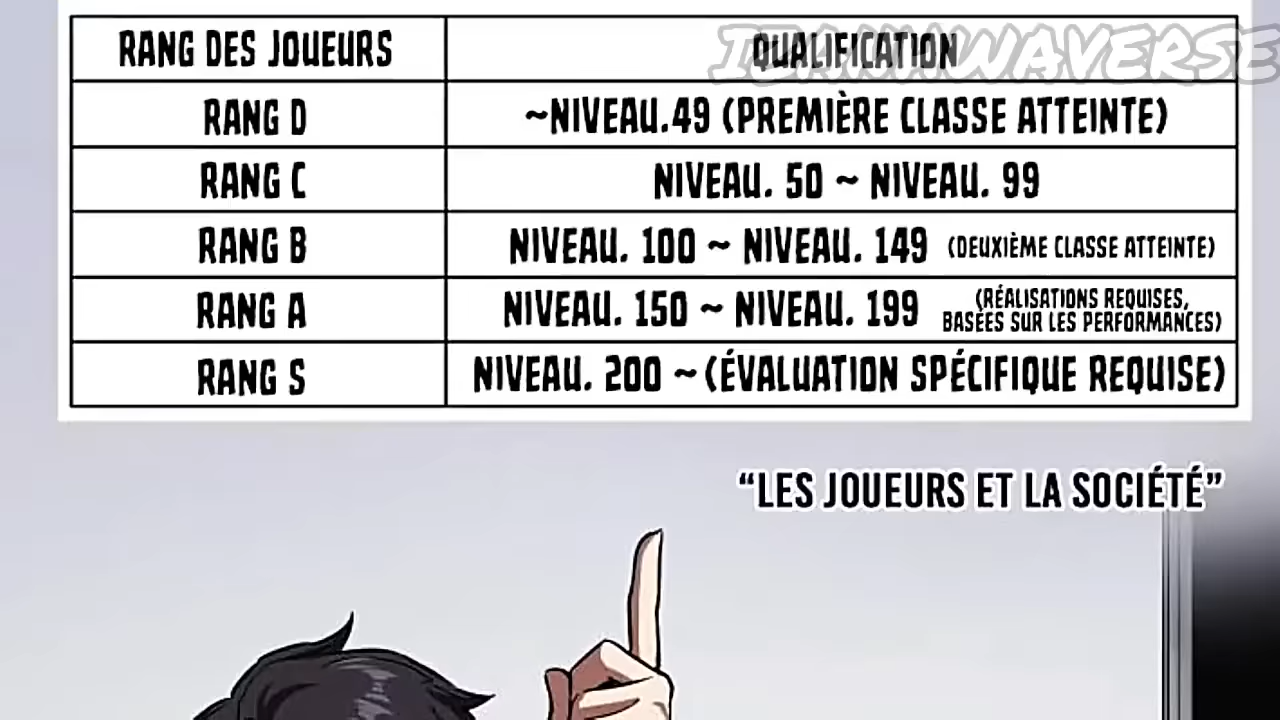 RANG DES JOUEURS QUALIFICATION
RANG D ~NIVEAU.49 (PREMIÈRE CLASSE ATTEINTE)
RANG C NIVEAU. 50 ~ NIVEAU. 99
RANG B NIVEAU. 100 ~ NIVEAU. 149 (DEUXIÈME CLASSE ATTEINTE)
RANG A NIVEAU. 150 ~ NIVEAU. 199 (RÉALISATIONS REQUISES,
BASÉES SUR LES PERFORMANCES)
RANG S NIVEAU. 200 ~ (ÉVALUATION SPÉCIFIQUE REQUISE)
“LES JOUEURS ET LA SOCIÉTÉ”